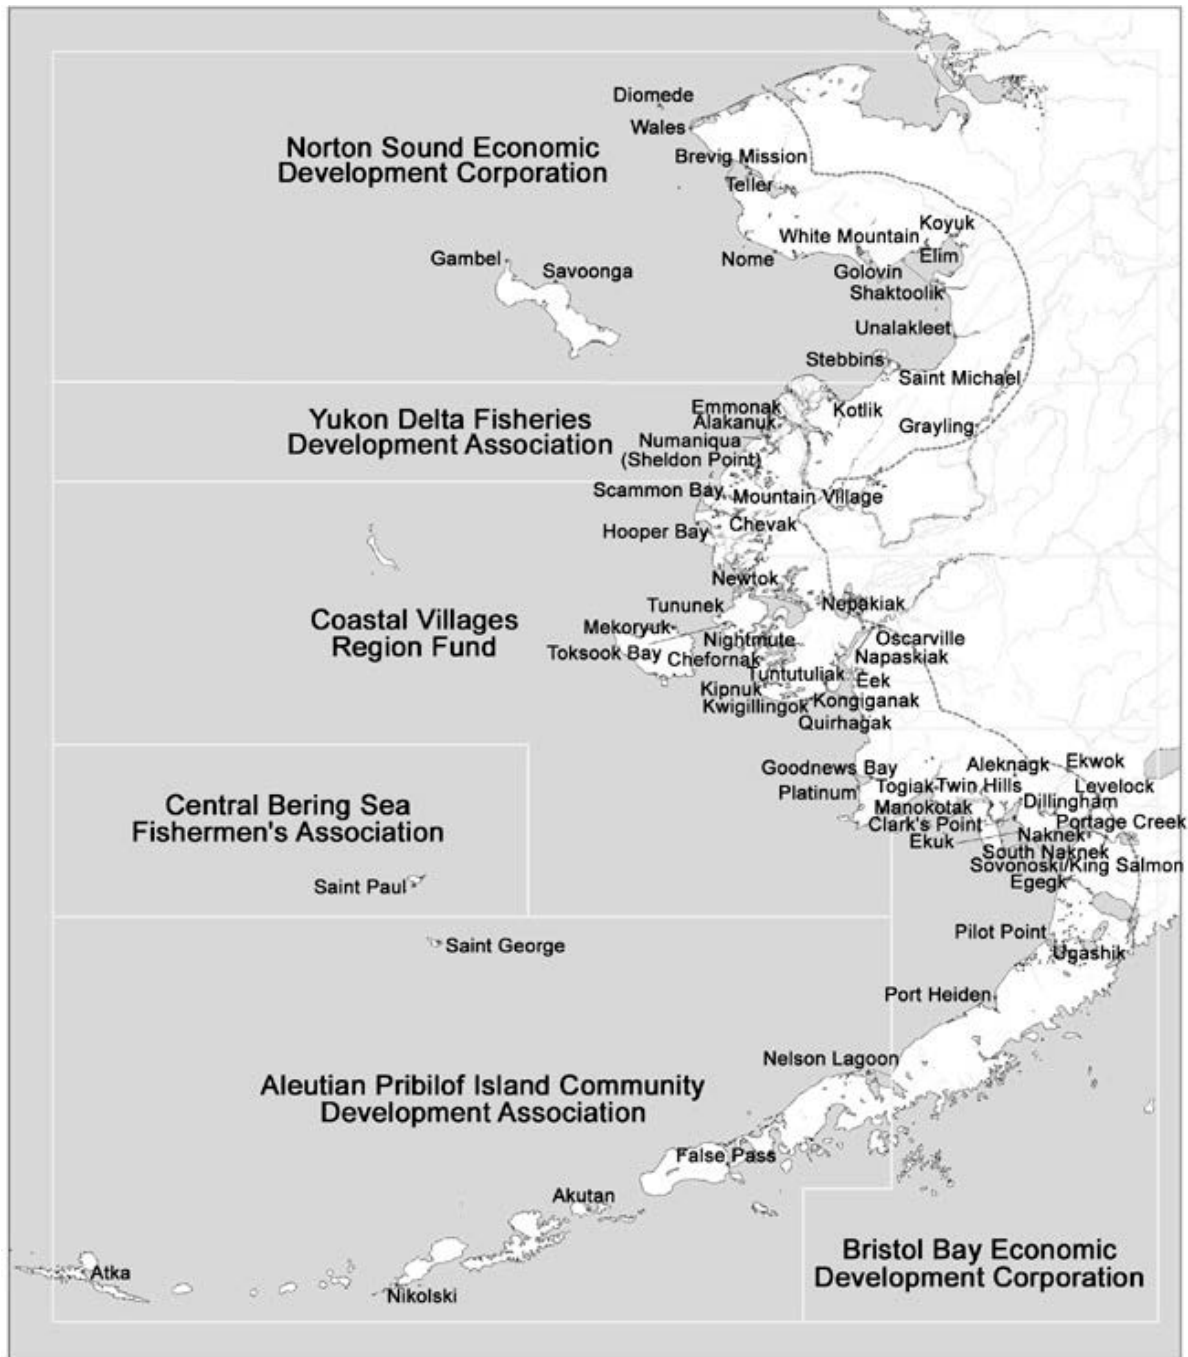 Diomede
Wales
Norton Sound Economic
Development Corporation
Brevig Mission
Teller
Koyuk
White Mountain
Elim
Nome
Gambel
Golovin
Savoonga
Shaktoolik
Unalakleet
Stebbins
Saint Michael
Yukon Delta Fisheries
Development Association
Emmonak
Kotlik
Alakanuk
Grayling
Numaniqua
(Sheldon Point)
Scammon Bay
Mountain Village
Chevak
Hooper Bay
Newtok
Coastal Villages
Region Fund
Tununek
Nepakiak
Mekoryuk
Nightmute
Oscarville
Toksook Bay
Chefornak
Napaskiak
Tuntutuliak
Eek
Kipnuk
Kongiganak
Kwigillingok
Quirhagak
Goodnews Bay
Aleknagk
Ekwok
Platinum
Togiak
Twin Hills
Levelock
Manokotak
Dillingham
Clark's Point
Portage Creek
Ekuk
Naknek
South Naknek
Sovonoski/King Salmon
Egegk
Central Bering Sea
Fishermen's Association
Saint Paul
Saint George
Pilot Point
Ugashik
Port Heiden
Nelson Lagoon
Aleutian Pribilof Island Community
Development Association
False Pass
Akutan
Atka
Nikolski
Bristol Bay Economic
Development Corporation